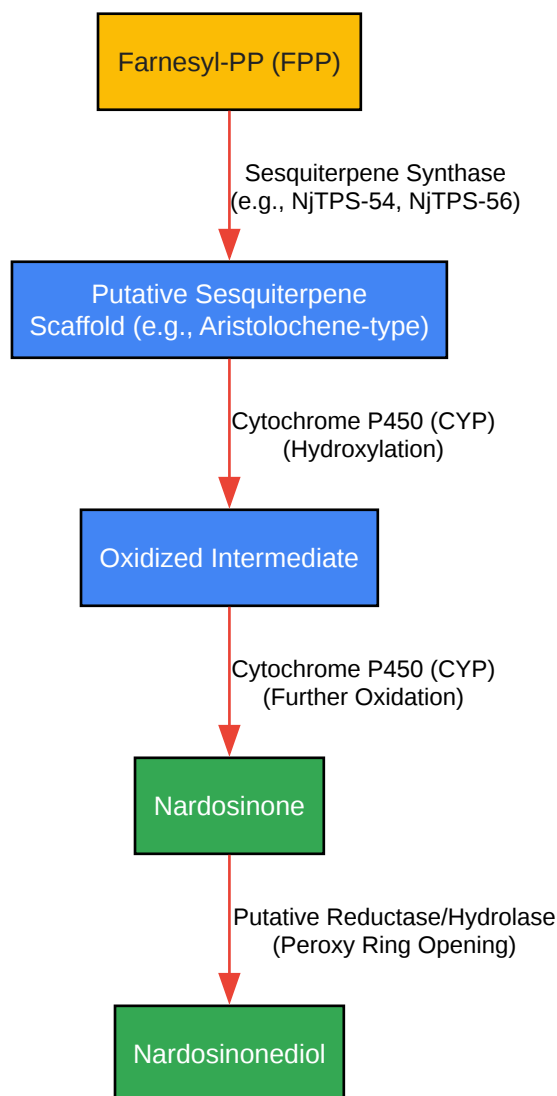 Farnesyl-PP (FPP)
Sesquiterpene Synthase
(e.g., NjTPS-54, NjTPS-56)
Putative Sesquiterpene
Scaffold (e.g., Aristolochene-type)
Cytochrome P450 (CYP)
(Hydroxylation)
Oxidized Intermediate
Cytochrome P450 (CYP)
(Further Oxidation)
Nardosinone
Putative Reductase/Hydrolase
(Peroxy Ring Opening)
Nardosinonediol